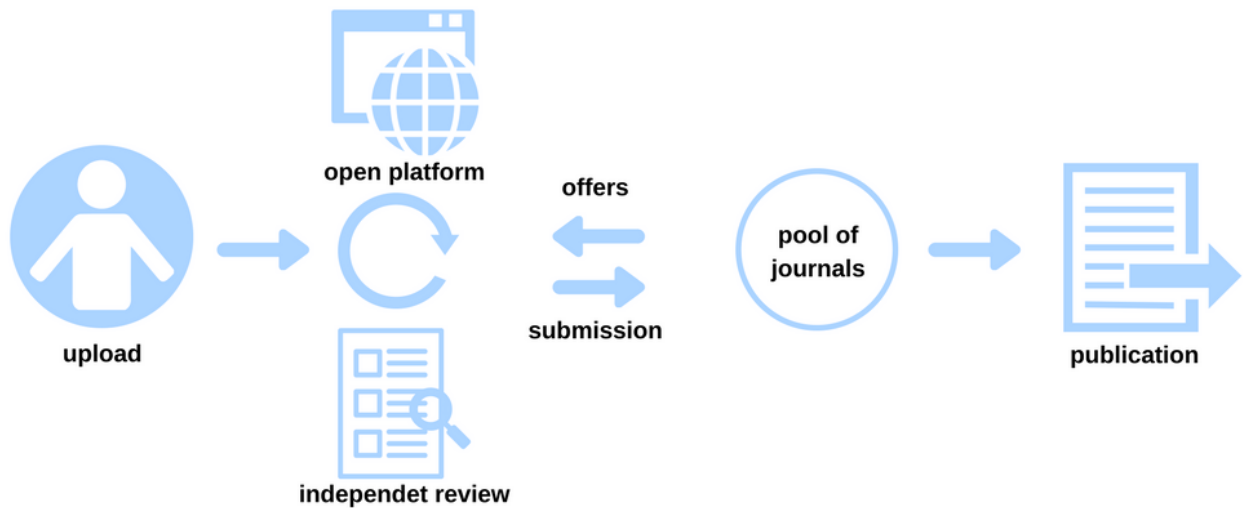 open platform
offers
pool of
journals
submission
upload
publication
independet review